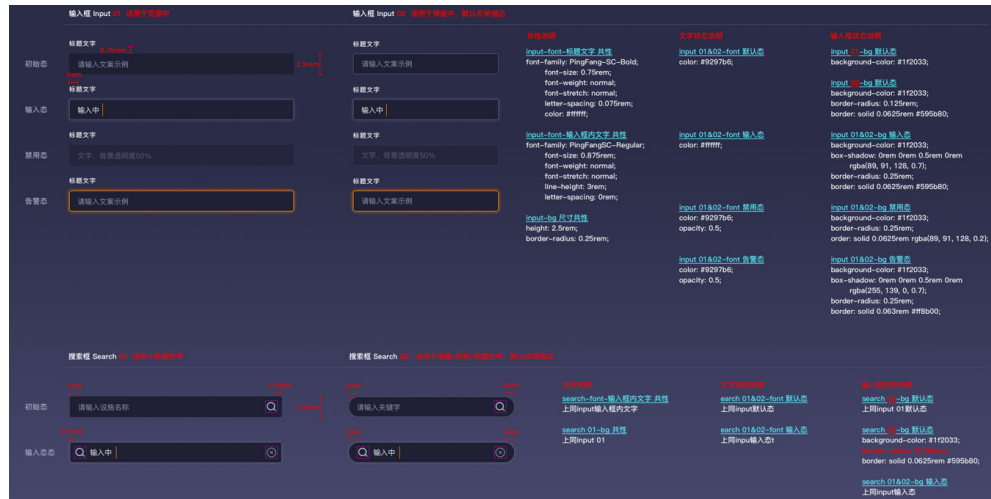 输入框 Input 01 适用于页面中
标题文字
0.75rem
初始态
请输入文案示例
2.5rem
1rem
标题文字
输入态
输入中
标题文字
禁用态
文字、背景透明度50%
标题文字
告警态
请输入文案示例
输入框 Input 02 适用于弹窗中，默认态带描边
标题文字
请输入文案示例
标题文字
输入中
标题文字
文字、背景透明度50%
标题文字
请输入文案示例
共性说明
input-font-标题文字 共性
font-family: PingFang-SC-Bold;
font-size: 0.75rem;
font-weight: normal;
font-stretch: normal;
letter-spacing: 0.075rem;
color: #ffffff;
input-font-输入框内文字 共性
font-family: PingFangSC-Regular;
font-size: 0.875rem;
font-weight: normal;
font-stretch: normal;
line-height: 3rem;
letter-spacing: 0rem;
input-bg 尺寸共性
height: 2.5rem;
border-radius: 0.25rem;
文字状态说明
input 01&02-font 默认态
color: #9297b6;
input 01&02-font 输入态
color: #ffffff;
input 01&02-font 禁用态
color: #9297b6;
opacity: 0.5;
input 01&02-font 告警态
color: #9297b6;
opacity: 0.5;
输入框状态说明
input 01-bg 默认态
background-color: #1f2033;
input 02-bg 默认态
background-color: #1f2033;
border-radius: 0.125rem;
border: solid 0.0625rem #595b80;
input 01&02-bg 输入态
background-color: #1f2033;
box-shadow: 0rem 0rem 0.5rem 0rem
rgba(89, 91, 128, 0.7);
border-radius: 0.25rem;
border: solid 0.0625rem #595b80;
input 01&02-bg 禁用态
background-color: #1f2033;
border-radius: 0.25rem;
order: solid 0.0625rem rgba(89, 91, 128, 0.2);
input 01&02-bg 告警态
background-color: #1f2033;
box-shadow: 0rem 0rem 0.5rem 0rem
rgba(255, 139, 0, 0.7);
border-radius: 0.25rem;
border: solid 0.063rem #ff8b00;
搜索框 Search
初始态
请输入设施名称
输入态态
输入中
搜索框 Search
请输入关键字
输入中
共性说明
search-font-输入框内文字 共性
上同input输入框内文字
search 01-bg 共性
上同input 01
文字状态说明
earch 01&02-font 默认态
上同input默认态
earch 01&02-font 输入态
上同inpu输入态t
输入框状态说明
search 01-bg 默认态
上同input 01默认态
search -bg 默认态
background-color: #1f2033;
border: solid 0.0625rem #595b80;
search 01&02-bg 输入态
上同input输入态